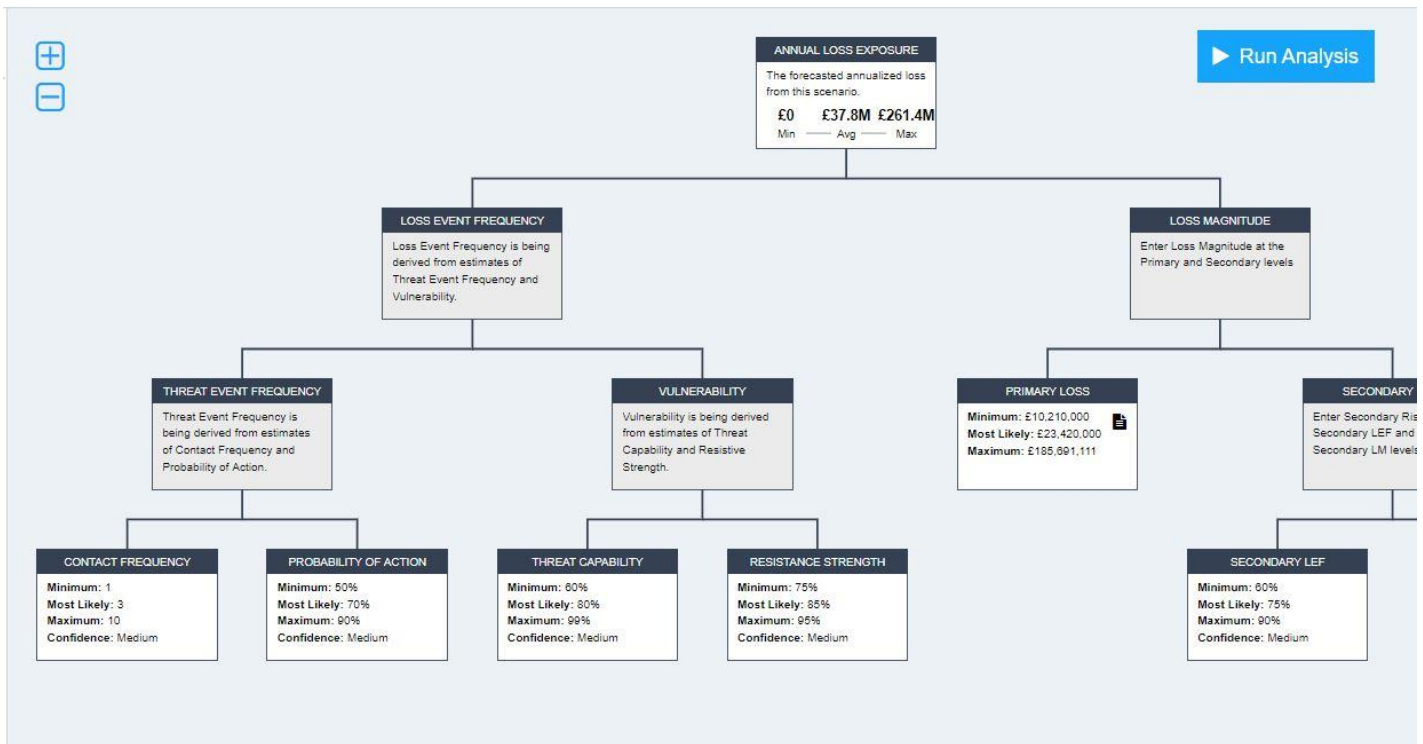 ANNUAL LOSS EXPOSURE
The forecasted annualized loss
from this scenario.
£0 £37.8M £261.4M
Min Avg Max
Run Analysis
LOSS EVENT FREQUENCY
Loss Event Frequency is being
derived from estimates of
Threat Event Frequency and
Vulnerability.
LOSS MAGNITUDE
Enter Loss Magnitude at the
Primary and Secondary levels
THREAT EVENT FREQUENCY
Threat Event Frequency is
being derived from estimates
of Contact Frequency and
Probability of Action.
VULNERABILITY
Vulnerability is being derived
from estimates of Threat
Capability and Resistive
Strength.
PRIMARY LOSS
Minimum: £10,210,000
Most Likely: £23,420,000
Maximum: £185,691,111
SECONDARY
Enter Secondary Ris
Secondary LEF and
Secondary LM levels
CONTACT FREQUENCY
Minimum: 1
Most Likely: 3
Maximum: 10
Confidence: Medium
PROBABILITY OF ACTION
Minimum: 50%
Most Likely: 70%
Maximum: 90%
Confidence: Medium
THREAT CAPABILITY
Minimum: 60%
Most Likely: 80%
Maximum: 99%
Confidence: Medium
RESISTANCE STRENGTH
Minimum: 75%
Most Likely: 85%
Maximum: 95%
Confidence: Medium
SECONDARY LEF
Minimum: 60%
Most Likely: 75%
Maximum: 90%
Confidence: Medium